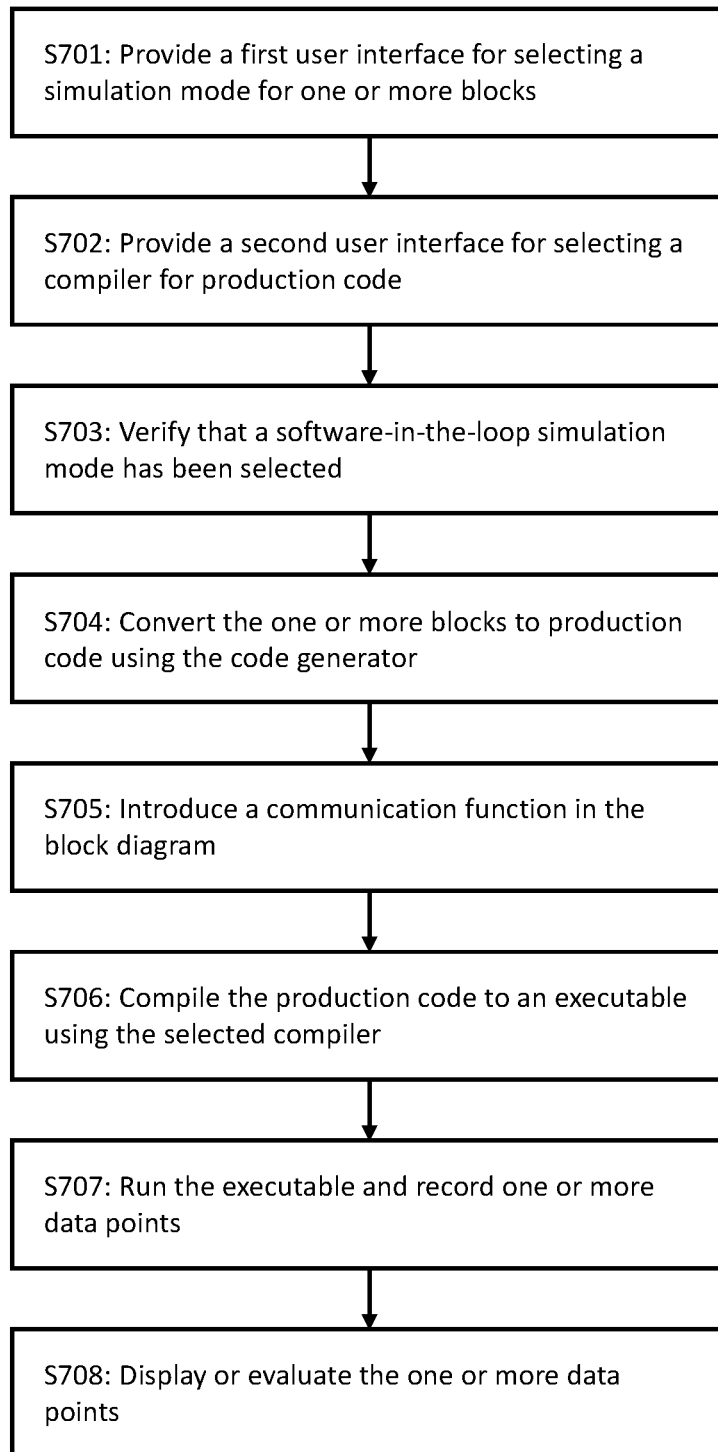 S701: Provide a first user interface for selecting a
simulation mode for one or more blocks
S702: Provide a second user interface for selecting a
compiler for production code
S703: Verify that a software-in-the-loop simulation
mode has been selected
S704: Convert the one or more blocks to production
code using the code generator
S705: Introduce a communication function in the
block diagram
S706: Compile the production code to an executable
using the selected compiler
S707: Run the executable and record one or more
data points
S708: Display or evaluate the one or more data
points